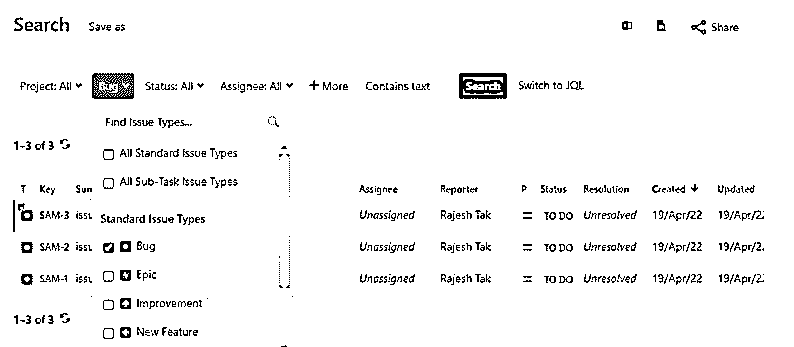 Search Save as Share
Project: All Bug Status: All Assignee: All More Contains text Search Switch to JQL
Find Issue Types...
1-3 of 3
All Standard Issue Types
All Sub-Task Issue Types
T Key Sum Assignee Reporter P Status Resolution Created Updated
SAM-3 issu Unassigned Rajesh Tak TO DO Unresolved 19/Apr/22 19/Apr/2
Standard Issue Types
SAM-2 issu Bug Unassigned Rajesh Tak TO DO Unresolved 19/Apr/22 19/Apr/2
SAM-1 issu Epic Unassigned Rajesh Tak TO DO Unresolved 19/Apr/22 19/Apr/2
Improvement
1-3 of 3
New Feature